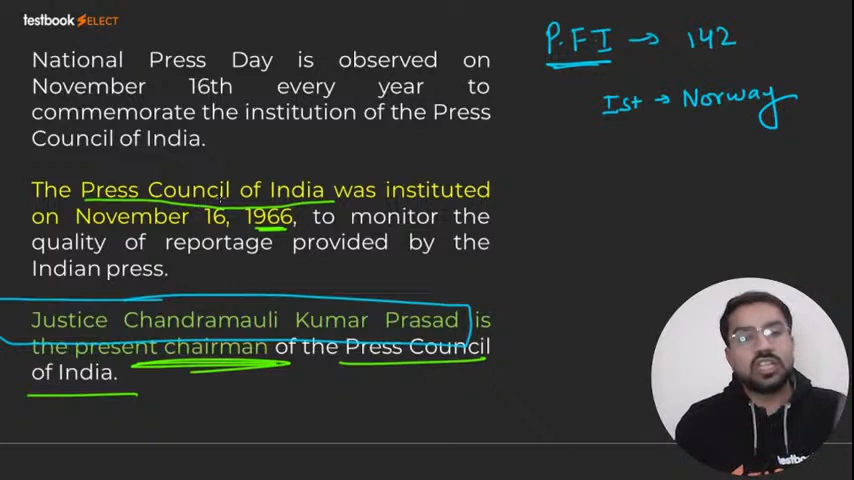 testbook SELECT
National Press Day is observed on
November 16th every year to
commemorate the institution of the Press
Council of India.
The Press Council of India was instituted
on November 16, 1966, to monitor the
quality of reportage provided by the
Indian press.
Justice Chandramauli Kumar Prasad is
the present chairman of the Press Council
of India.
P.F.I → 142
Ist → Norway